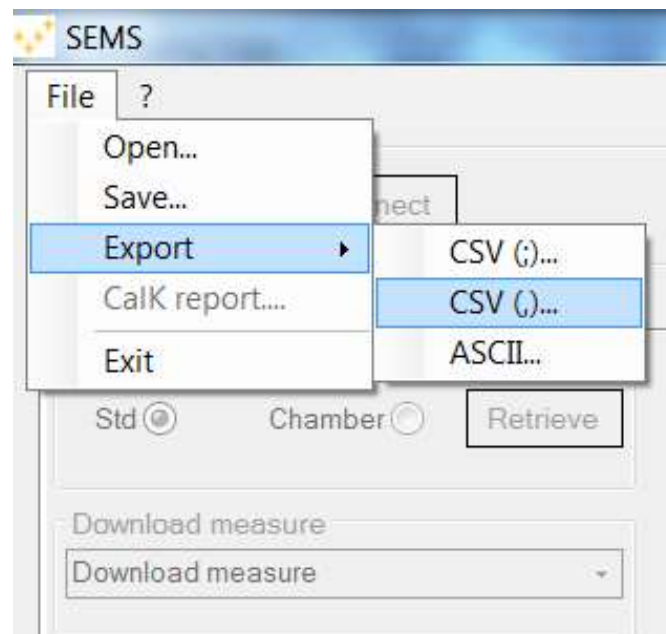 SEMS
File ?
Open...
Save...
nect
Export
CSV (;)...
CalK report....
CSV (,)...
Exit
ASCII...
Std Chamber Retrieve
Download measure
Download measure